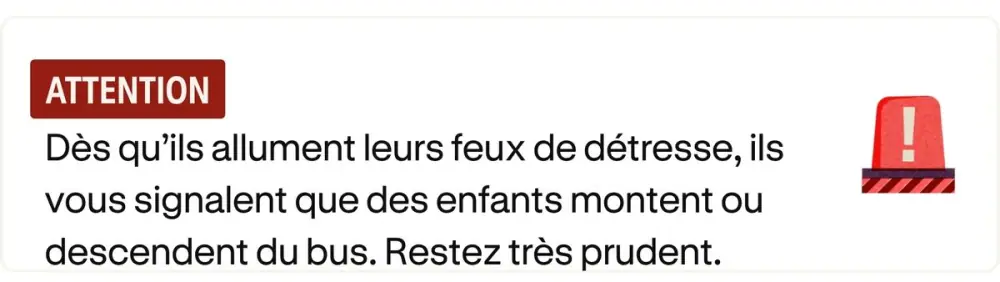 ATTENTION
Dès qu’ils allument leurs feux de détresse, ils
vous signalent que des enfants montent ou
descendent du bus. Restez très prudent.